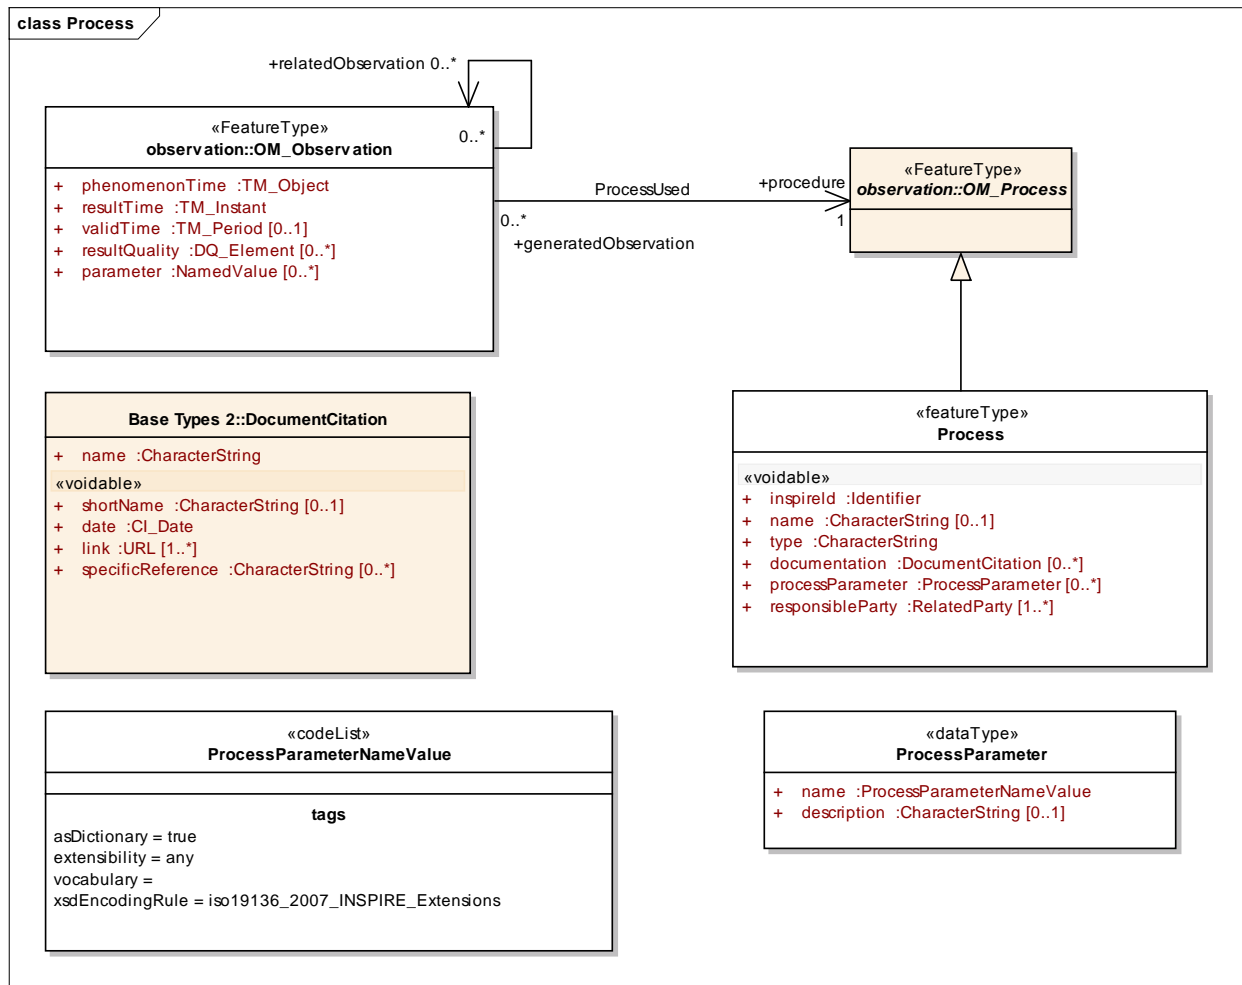 class Process
+relatedObservation 0..*
0..*
«FeatureType»
observation::OM_Observation
+ phenomenonTime :TM_Object
+ resultTime :TM_Instant
+ validTime :TM_Period [0..1]
+ resultQuality :DQ_Element [0..*]
+ parameter :NamedValue [0..*]
ProcessUsed
+procedure
0..*
1
+generatedObservation
«FeatureType»
observation::OM_Process
Base Types 2::DocumentCitation
+ name :CharacterString
«voidable»
+ shortName :CharacterString [0..1]
+ date :CI_Date
+ link :URL [1..*]
+ specificReference :CharacterString [0..*]
«featureType»
Process
«voidable»
+ inspireId :Identifier
+ name :CharacterString [0..1]
+ type :CharacterString
+ documentation :DocumentCitation [0..*]
+ processParameter :ProcessParameter [0..*]
+ responsibleParty :RelatedParty [1..*]
«codeList»
ProcessParameterNameValue
tags
asDictionary = true
extensibility = any
vocabulary =
xsdEncodingRule = iso19136_2007_INSPIRE_Extensions
«dataType»
ProcessParameter
+ name :ProcessParameterNameValue
+ description :CharacterString [0..1]